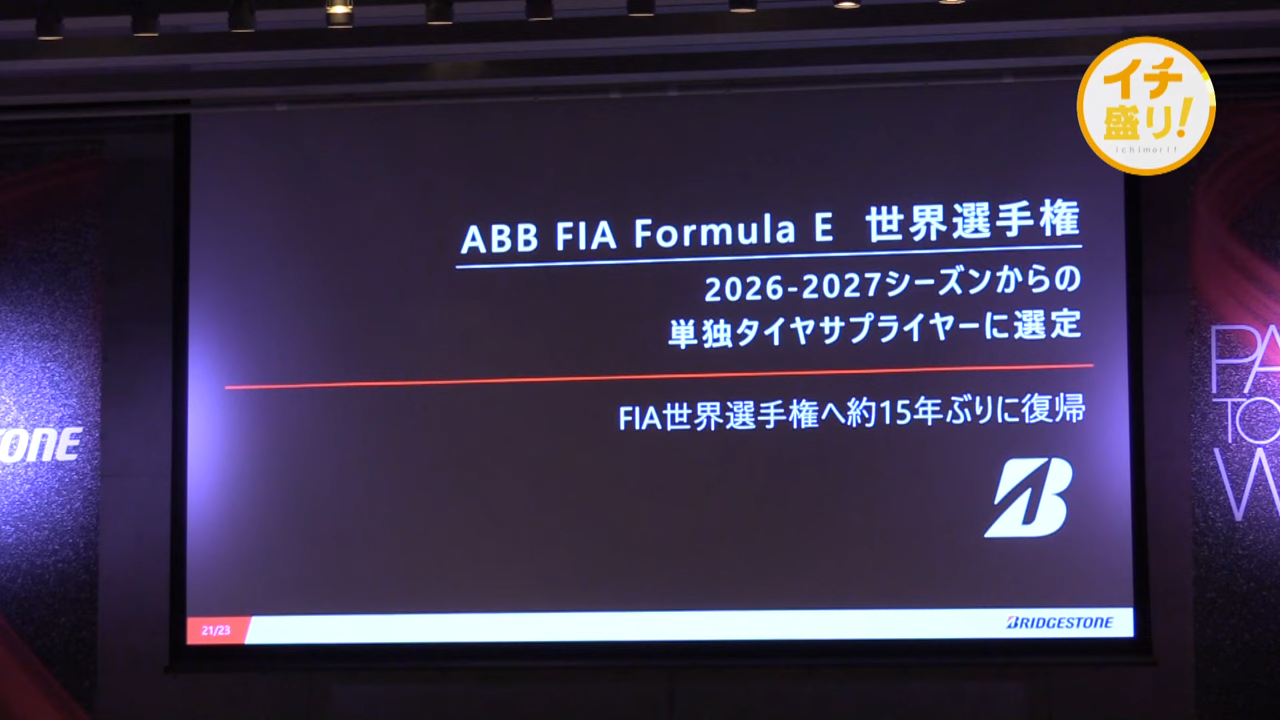 イチ
盛り!
ichimori!
ABB FIA Formula E 世界選手権
2026-2027シーズンからの
単独タイヤサプライヤーに選定
FIA世界選手権へ約15年ぶりに復帰
B
21/23
BRIDGESTONE
STONE
PA
TO
W